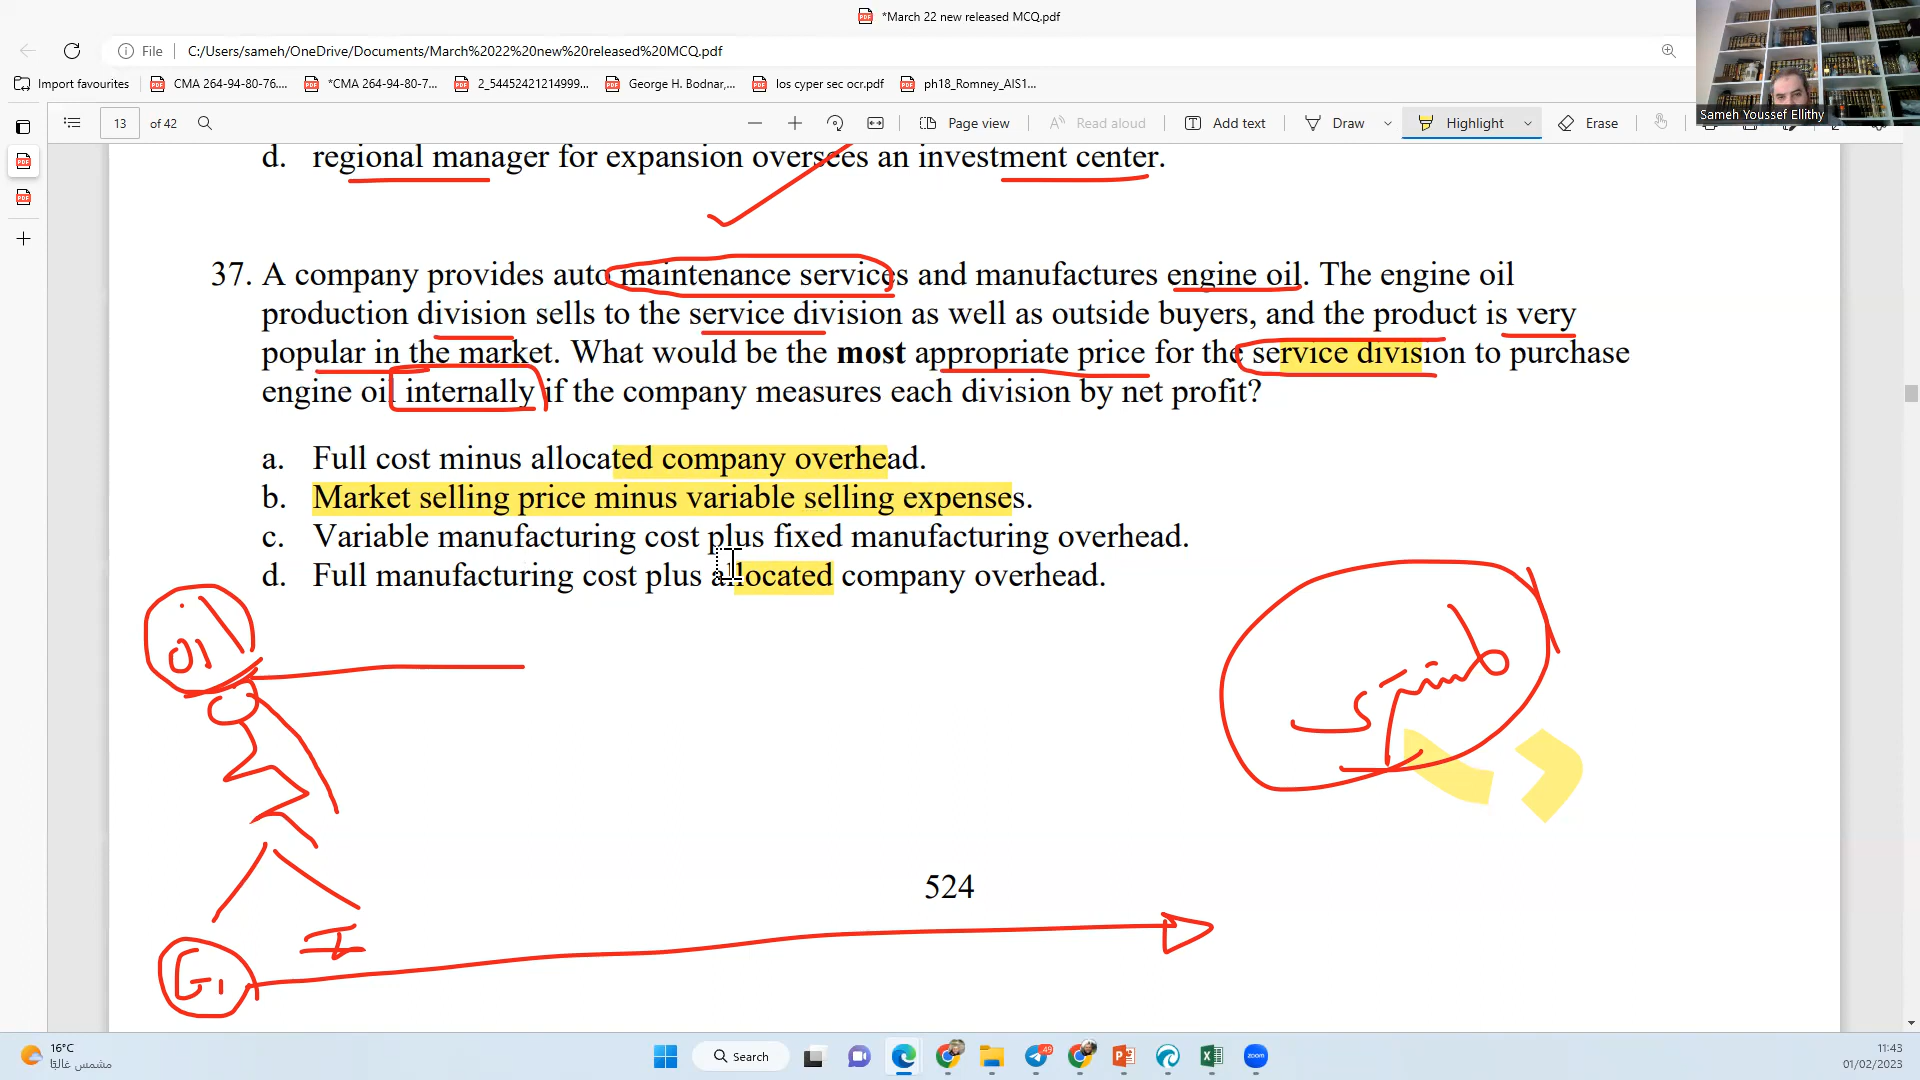 *March 22 new released MCQ.pdf
File C:/Users/sameh/OneDrive/Documents/March%2022%20new%20released%20MCQ.pdf
Import favourites CMA 264-94-80-76.... *CMA 264-94-80-7... 2_54452421214999... George H. Bodnar,... los cyper sec ocr.pdf ph18_Romney_AIS1...
Sameh Youssef Ellithy
13 of 42 Page view Read aloud Add text Draw Highlight Erase
d. regional manager for expansion oversees an investment center.
37. A company provides auto maintenance services and manufactures engine oil. The engine oil
production division sells to the service division as well as outside buyers, and the product is very
popular in the market. What would be the most appropriate price for the service division to purchase
engine oil internally if the company measures each division by net profit?
a. Full cost minus allocated company overhead.
b. Market selling price minus variable selling expenses.
c. Variable manufacturing cost plus fixed manufacturing overhead.
d. Full manufacturing cost plus allocated company overhead.
oil
524
16°C
مشمس غالبًا
Search
49
zoom
11:43
01/02/2023